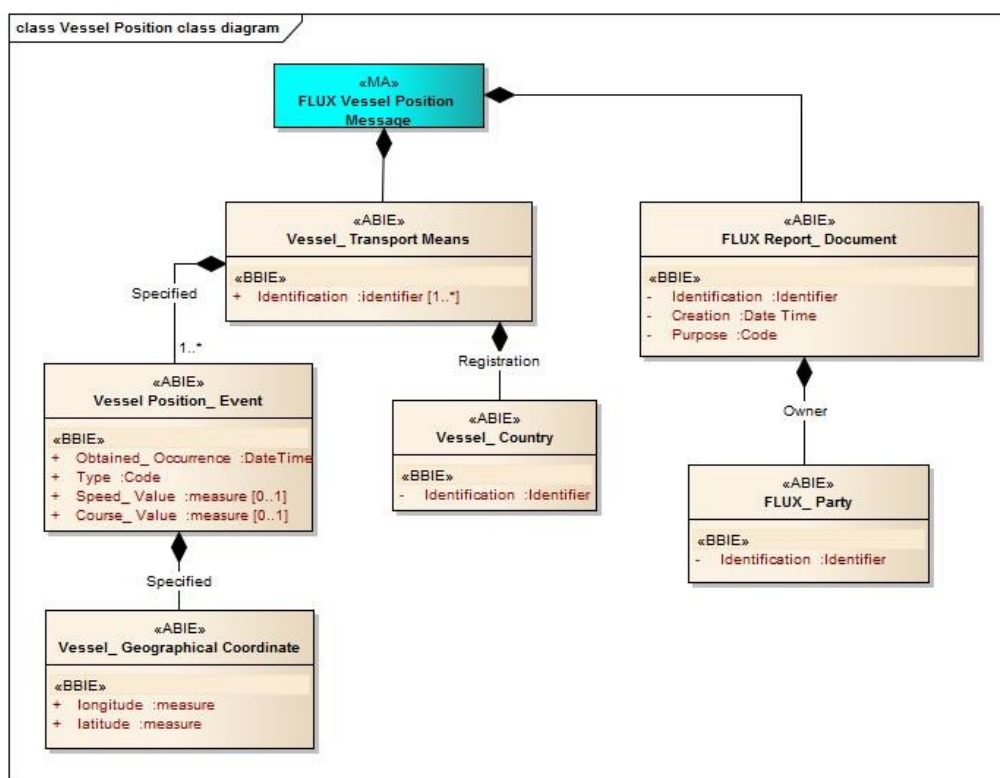 class Vessel Position class diagram
«MA»
FLUX Vessel Position
Message
«ABIE»
Vessel_ Transport Means
«BBIE»
+ Identification :identifier [1..*]
«ABIE»
FLUX Report_ Document
«BBIE»
- Identification :Identifier
- Creation :Date Time
- Purpose :Code
Specified
1..*
Registration
Owner
«ABIE»
Vessel Position_ Event
«BBIE»
+ Obtained_ Occurrence :DateTime
+ Type :Code
+ Speed_ Value :measure [0..1]
+ Course_ Value :measure [0..1]
«ABIE»
Vessel_ Country
«BBIE»
- Identification :Identifier
«ABIE»
FLUX_ Party
«BBIE»
- Identification :Identifier
Specified
«ABIE»
Vessel_ Geographical Coordinate
«BBIE»
+ longitude :measure
+ latitude :measure